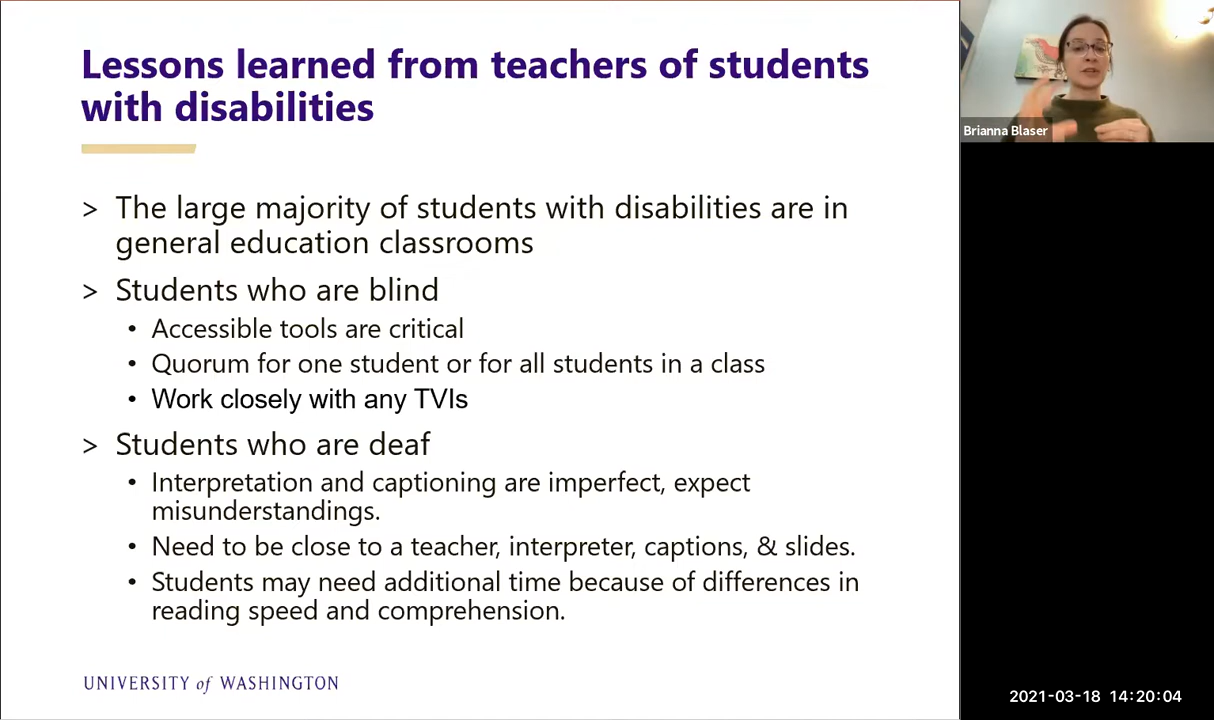 Lessons learned from teachers of students
with disabilities
> The large majority of students with disabilities are in
general education classrooms
> Students who are blind
• Accessible tools are critical
• Quorum for one student or for all students in a class
• Work closely with any TVIs
> Students who are deaf
• Interpretation and captioning are imperfect, expect
misunderstandings.
• Need to be close to a teacher, interpreter, captions, & slides.
• Students may need additional time because of differences in
reading speed and comprehension.
UNIVERSITY of WASHINGTON
Brianna Blaser
2021-03-18 14:20:04